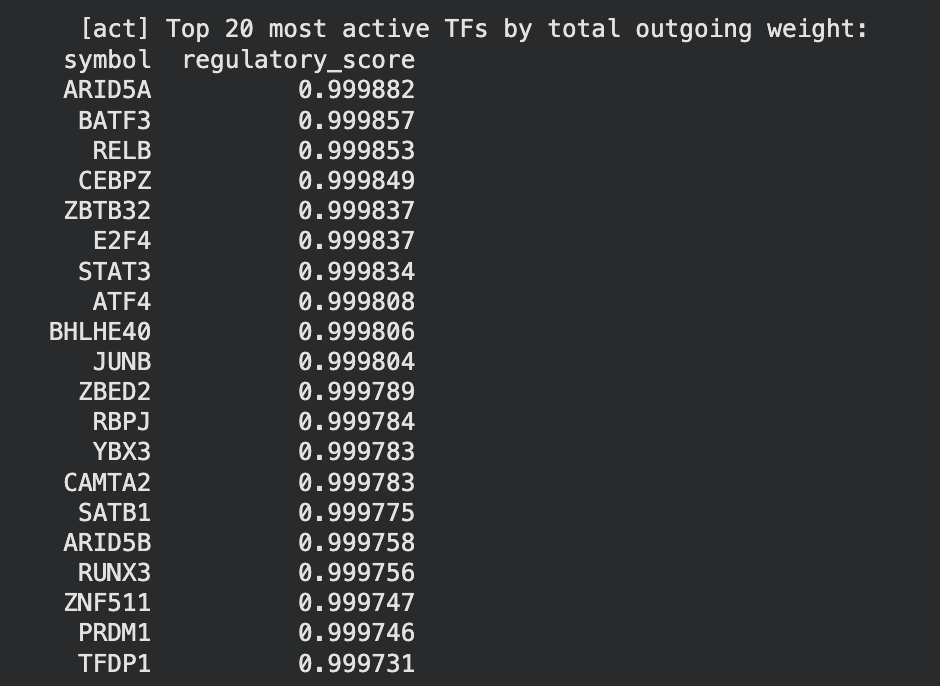 [act] Top 20 most active TFs by total outgoing weight:
symbol regulatory_score
ARID5A 0.999882
BATF3 0.999857
RELB 0.999853
CEBPZ 0.999849
ZBTB32 0.999837
E2F4 0.999837
STAT3 0.999834
ATF4 0.999808
BHLHE40 0.999806
JUNB 0.999804
ZBED2 0.999789
RBPJ 0.999784
YBX3 0.999783
CAMTA2 0.999783
SATB1 0.999775
ARID5B 0.999758
RUNX3 0.999756
ZNF511 0.999747
PRDM1 0.999746
TFDP1 0.999731